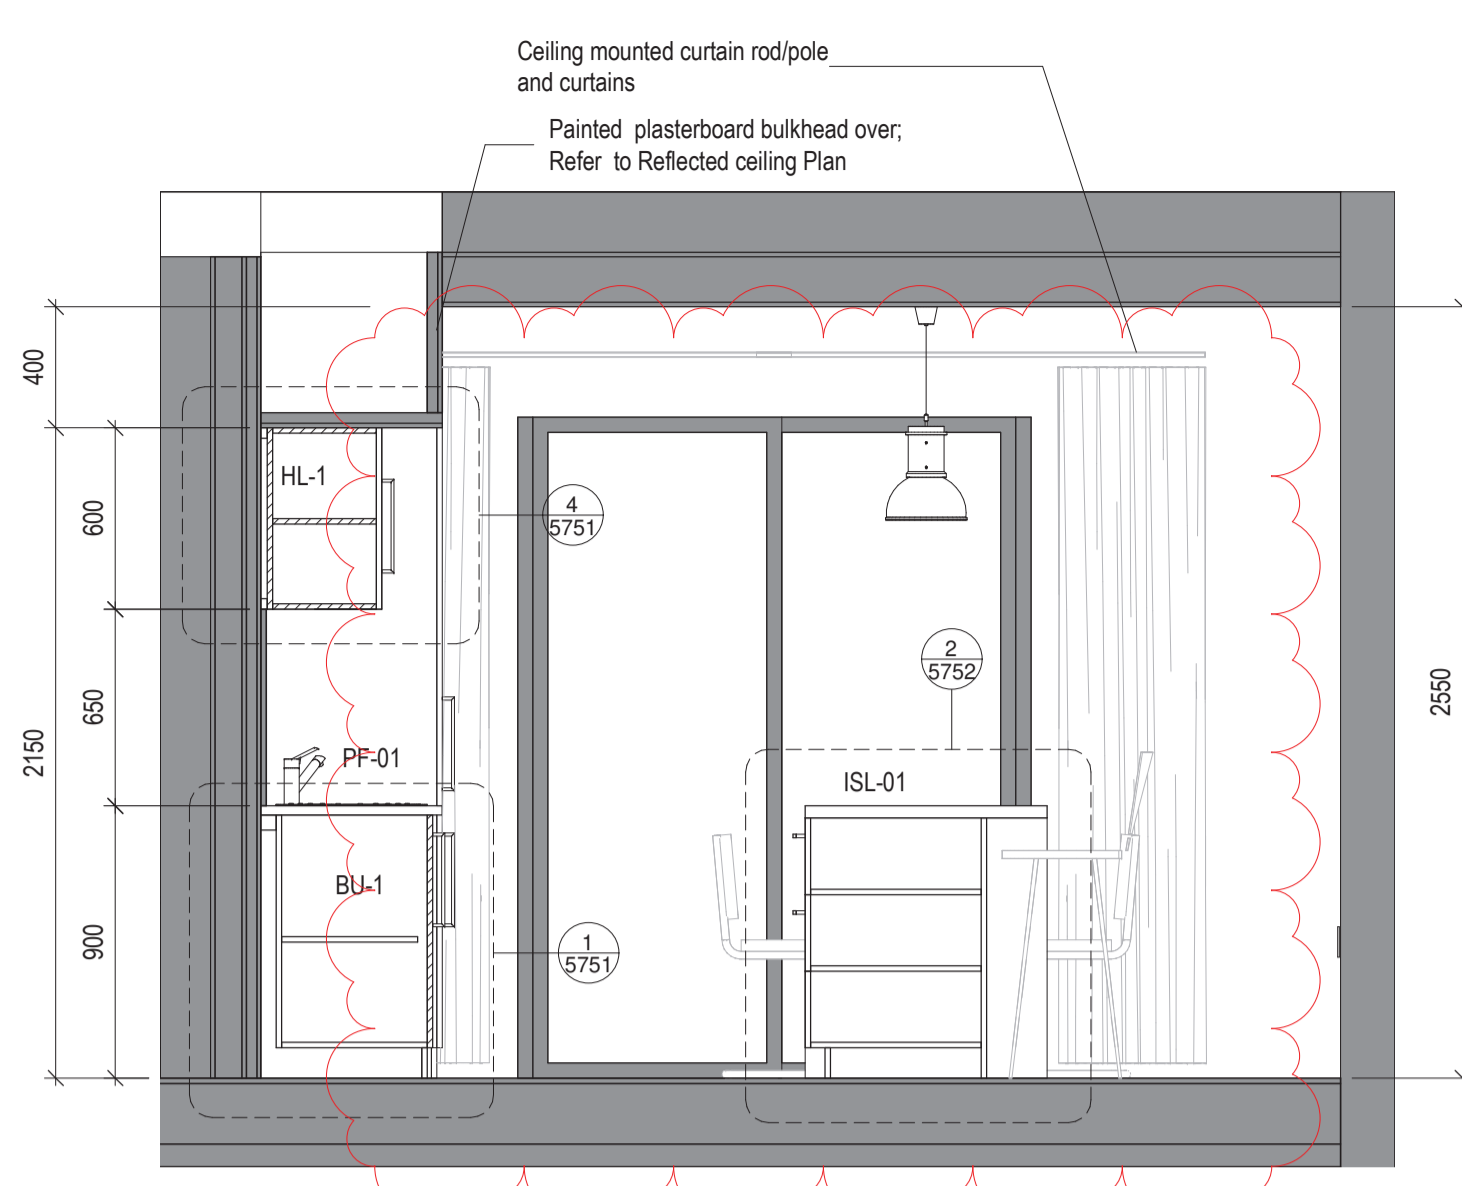 Ceiling mounted curtain rod/pole
and curtains
Painted plasterboard bulkhead over;
Refer to Reflected ceiling Plan
400
HL-1
600
4
5751
2
5752
650
2550
2150
PF-01
ISL-01
BU-1
900
1
5751